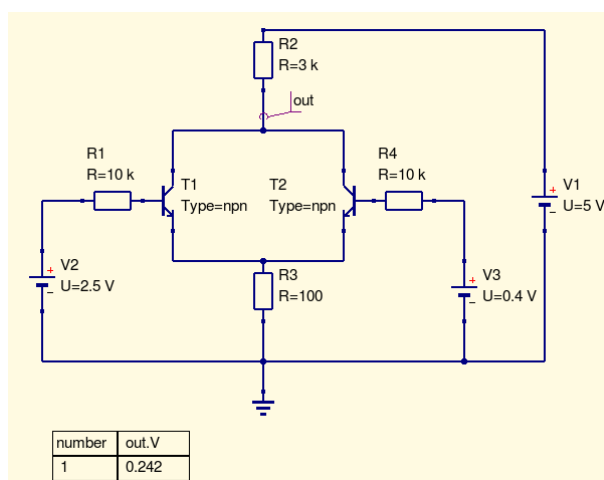 R2
R=3 k
out
R1
R=10 k
T1
Type=npn
T2
Type=npn
R4
R=10 k
V1
U=5 V
V2
U=2.5 V
R3
R=100
V3
U=0.4 V
number out.V
1 0.242